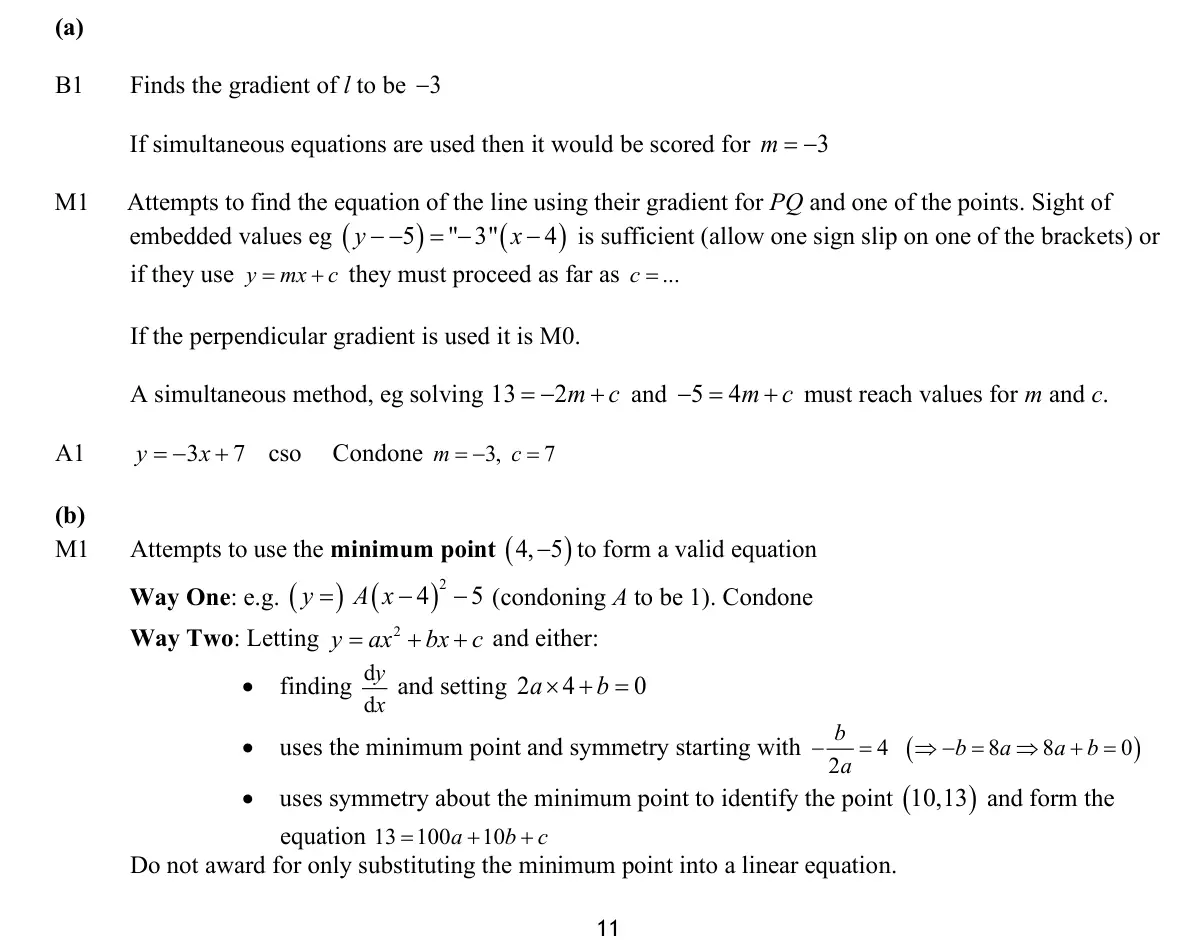 (a)
B1 Finds the gradient of l to be −3
If simultaneous equations are used then it would be scored for m = −3
M1 Attempts to find the equation of the line using their gradient for PQ and one of the points. Sight of
embedded values eg (y − −5) = "−3"(x − 4) is sufficient (allow one sign slip on one of the brackets) or
if they use y = mx + c they must proceed as far as c = ...
If the perpendicular gradient is used it is M0.
A simultaneous method, eg solving 13 = −2m + c and −5 = 4m + c must reach values for m and c.
A1 y = −3x + 7 cso Condone m = −3, c = 7
(b)
M1 Attempts to use the minimum point (4, −5) to form a valid equation
Way One: e.g. (y =) A(x − 4)² − 5 (condoning A to be 1). Condone
Way Two: Letting y = ax² + bx + c and either:
• finding dy/dx and setting 2a × 4 + b = 0
• uses the minimum point and symmetry starting with −b/2a = 4 (⇒ −b = 8a ⇒ 8a + b = 0)
• uses symmetry about the minimum point to identify the point (10,13) and form the
equation 13 = 100a + 10b + c
Do not award for only substituting the minimum point into a linear equation.
11